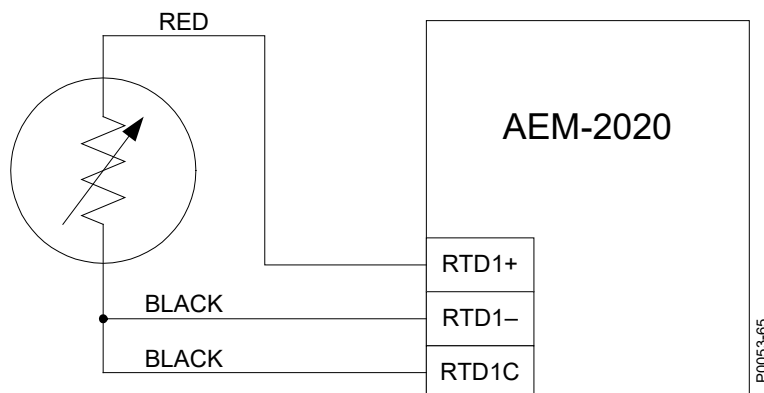 RED
AEM-2020
RTD1+
BLACK
RTD1–
BLACK
RTD1C
P0053-65